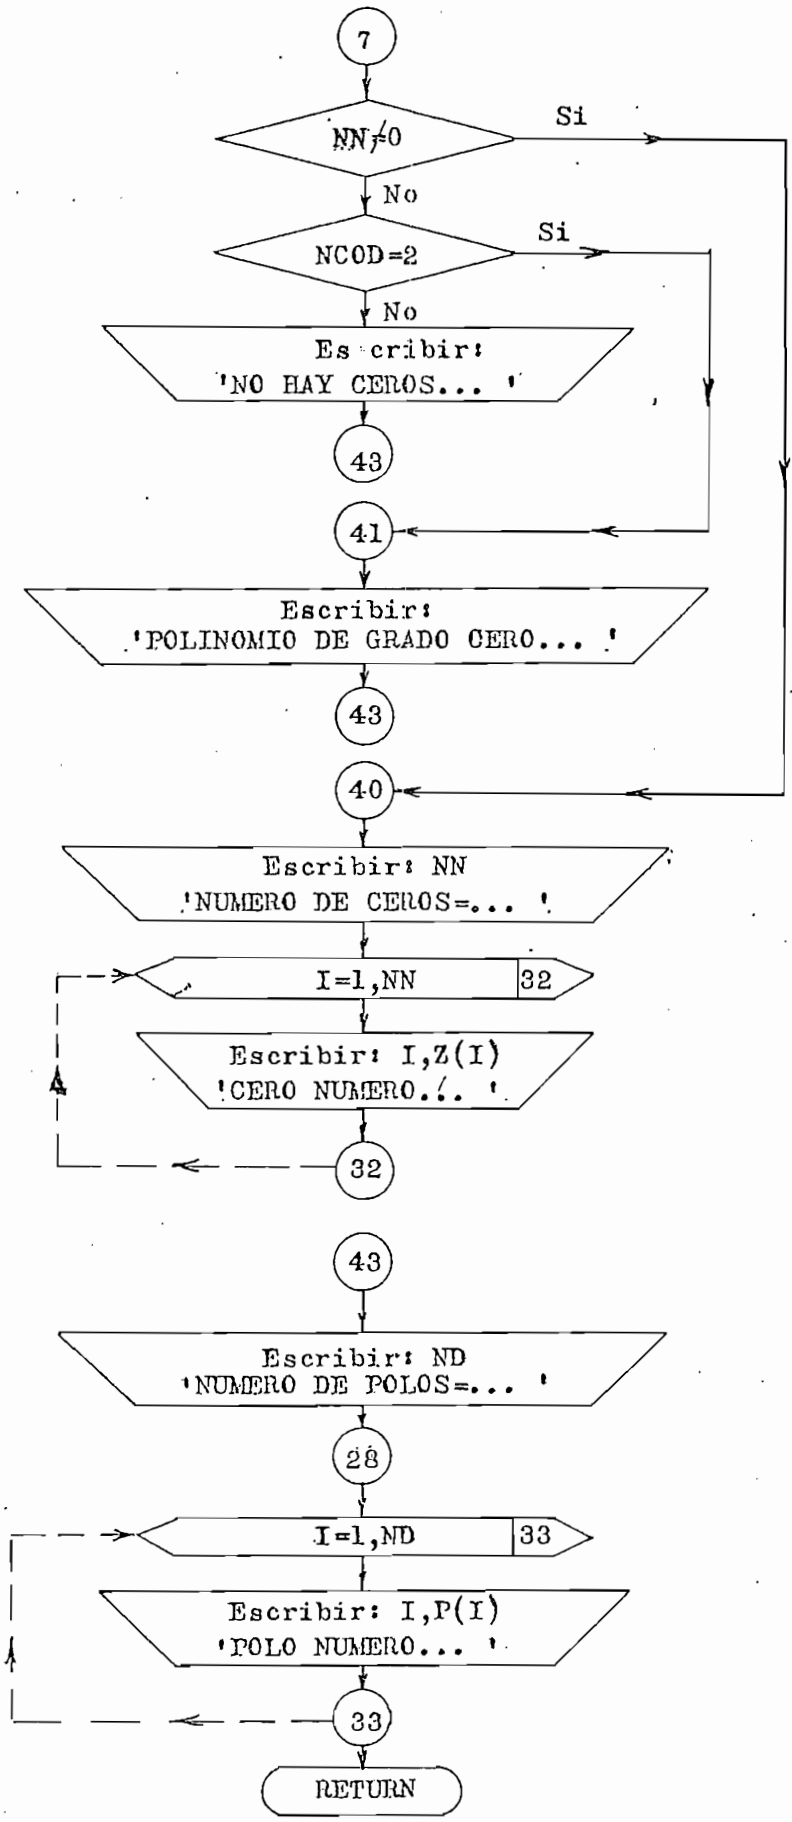 7
NN≠0
Si
No
NCOD=2
Si
No
Escribir:
'NO HAY CEROS... '
43
41
Escribir:
'POLINOMIO DE GRADO CERO... '
43
40
Escribir: NN
'NUMERO DE CEROS=... '
I=1,NN 32
Escribir: I,Z(I)
'CERO NUMERO... '
32
43
Escribir: ND
'NUMERO DE POLOS=... '
28
I=1,ND 33
Escribir: I,P(I)
'POLO NUMERO... '
33
RETURN